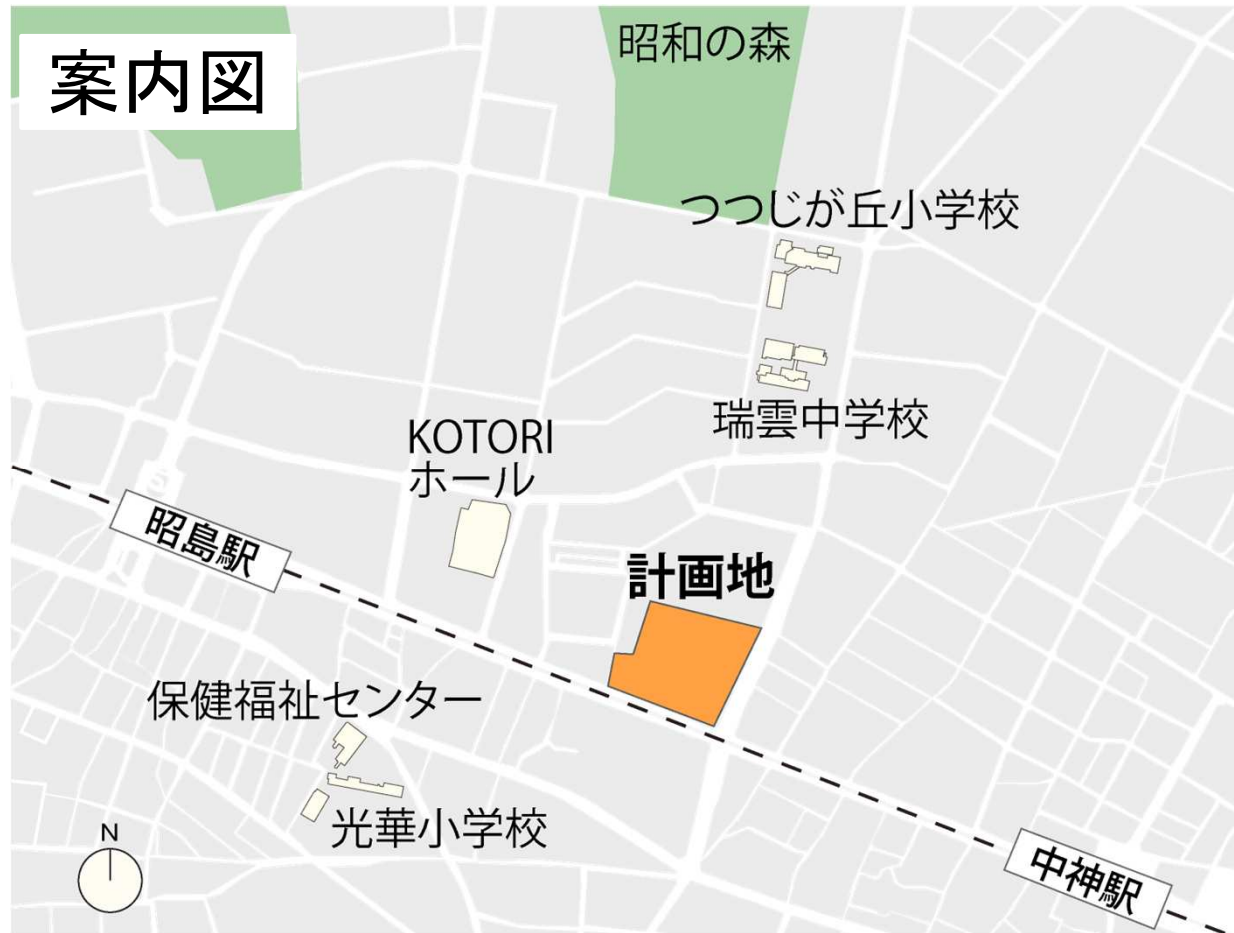 昭和の森
案内図
つつじが丘小学校
瑞雲中学校
KOTORI
ホール
昭島駅
計画地
保健福祉センター
光華小学校
N
中神駅